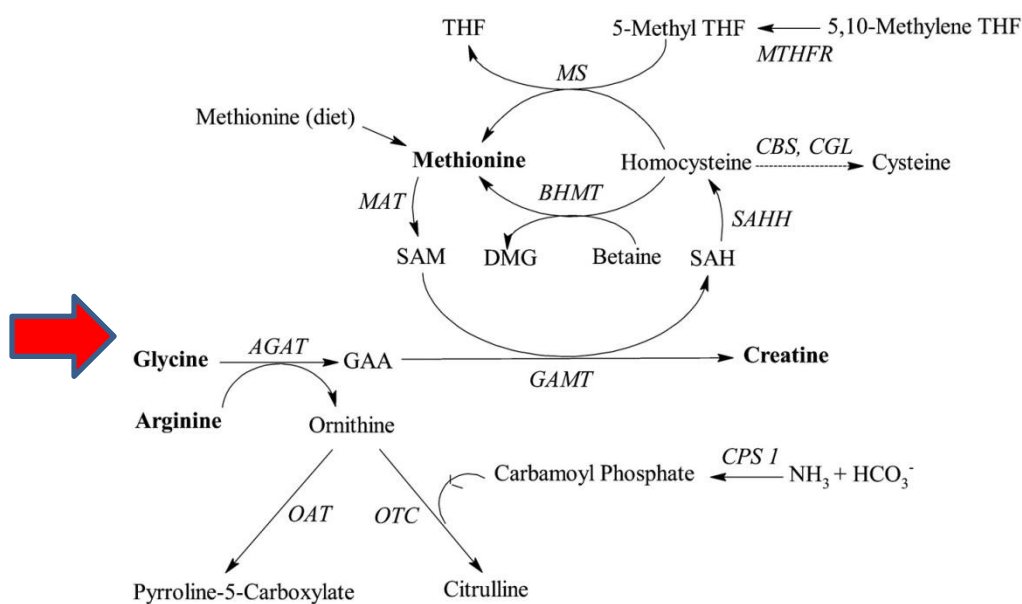 THF 5-Methyl THF 5,10-Methylene THF
MTHFR
MS
Methionine (diet)
Methionine Homocysteine CBS, CGL Cysteine
MAT BHMT SAHH
SAM DMG Betaine SAH
Glycine AGAT GAA GAMT Creatine
Arginine Ornithine
Carbamoyl Phosphate CPS 1 NH₃ + HCO₃⁻
OAT OTC
Pyrroline-5-Carboxylate Citrulline